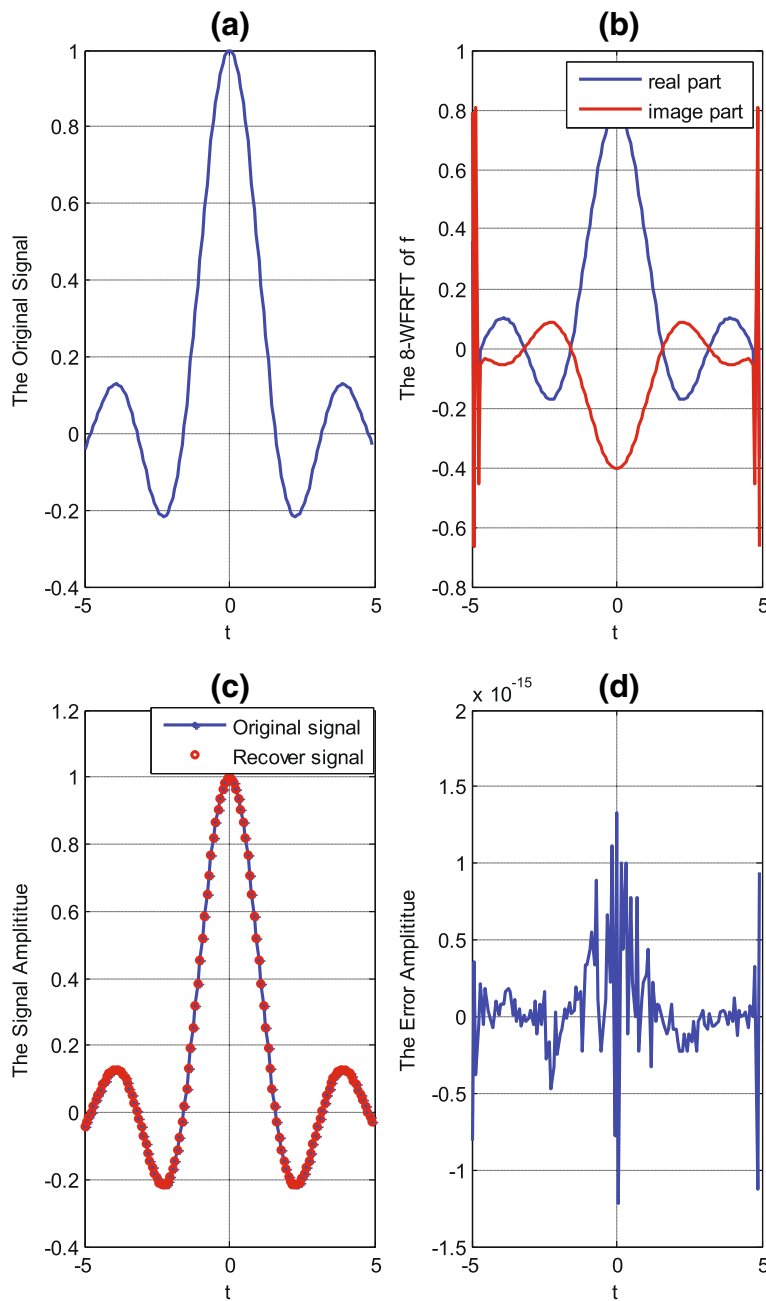 (a)
1
0.8
0.6
0.4
0.2
0
-0.2
-0.4
The Original Signal
-5
0
5
t
(b)
real part
image part
1
0.8
0.6
0.4
0.2
0
-0.2
-0.4
-0.6
-0.8
The 8-WFRFT of f
-5
0
5
t
(c)
Original signal
Recover signal
1.2
1
0.8
0.6
0.4
0.2
0
-0.2
-0.4
The Signal Amplititue
-5
0
5
t
(d)
x 10^-15
2
1.5
1
0.5
0
-0.5
-1
-1.5
The Error Amplititue
-5
0
5
t